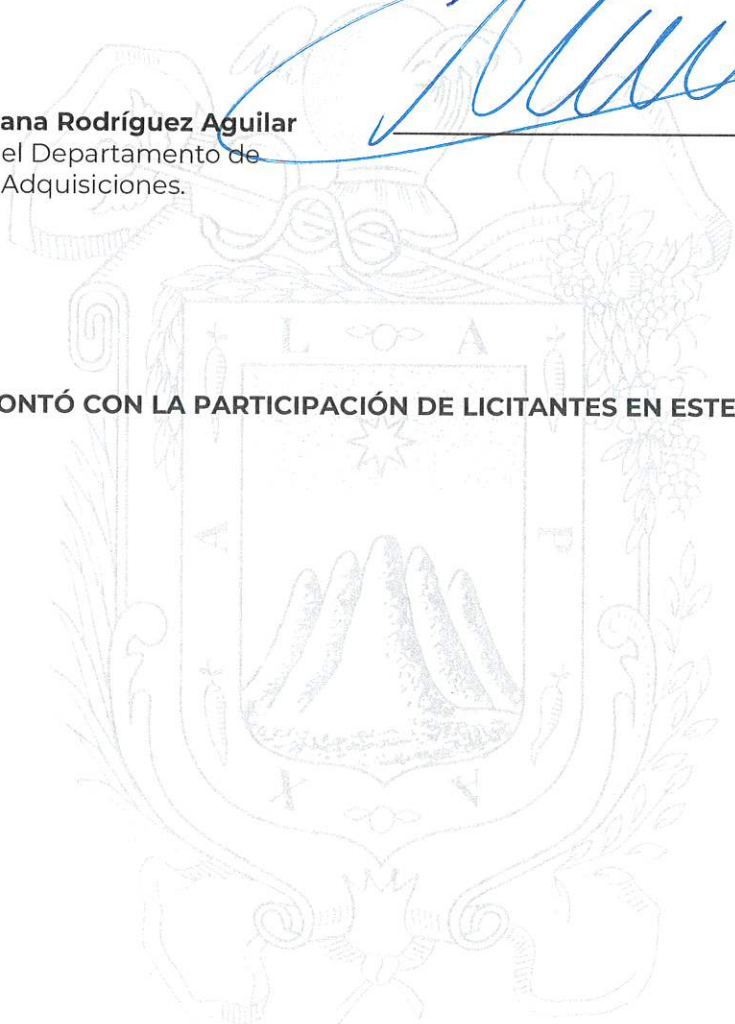 ana Rodríguez Aguilar
el Departamento de
Adquisiciones.
L A
ONTÓ CON LA PARTICIPACIÓN DE LICITANTES EN ESTE
A P
X A